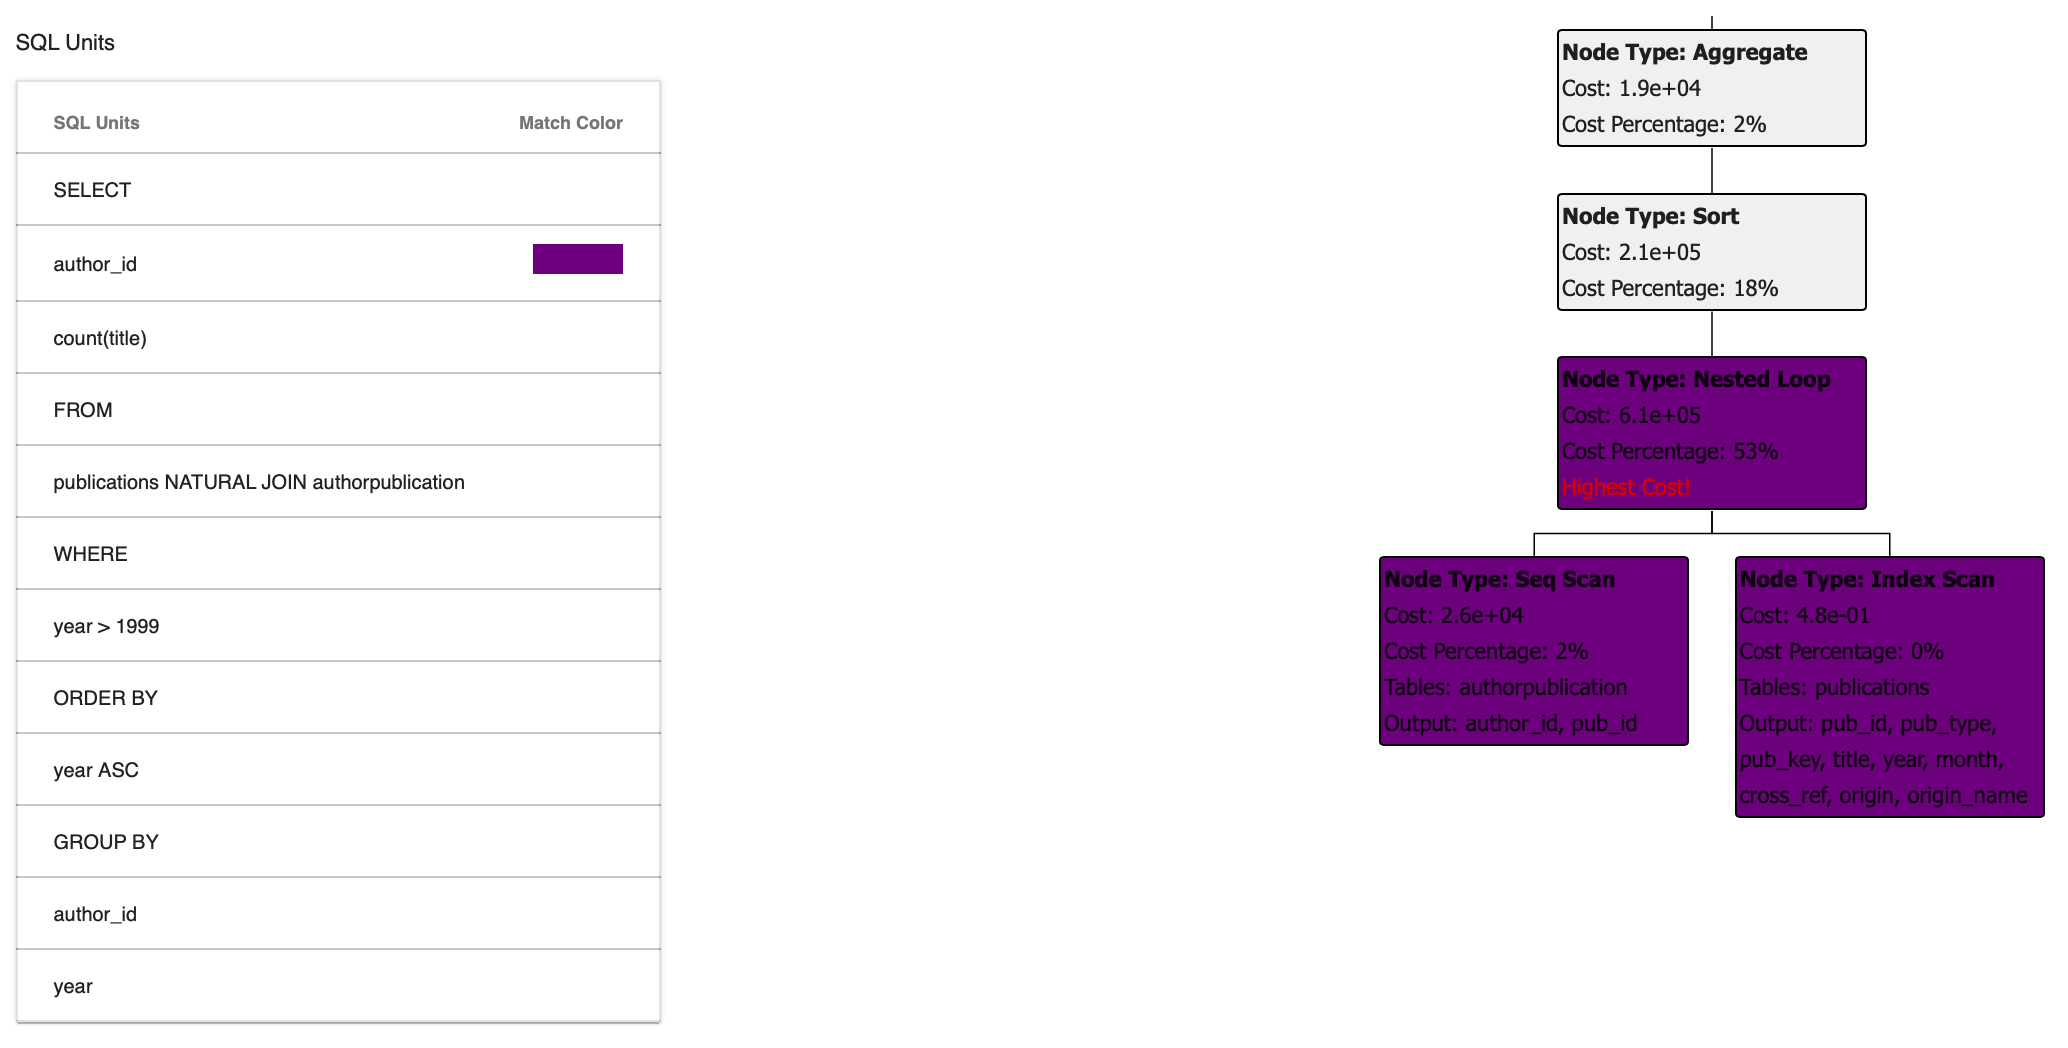 SQL Units
SQL Units Match Color
SELECT
author_id
count(title)
FROM
publications NATURAL JOIN authorpublication
WHERE
year > 1999
ORDER BY
year ASC
GROUP BY
author_id
year
Node Type: Aggregate
Cost: 1.9e+04
Cost Percentage: 2%
Node Type: Sort
Cost: 2.1e+05
Cost Percentage: 18%
Node Type: Nested Loop
Cost: 6.1e+05
Cost Percentage: 53%
Highest Cost!
Node Type: Seq Scan
Cost: 2.6e+04
Cost Percentage: 2%
Tables: authorpublication
Output: author_id, pub_id
Node Type: Index Scan
Cost: 4.8e-01
Cost Percentage: 0%
Tables: publications
Output: pub_id, pub_type,
pub_key, title, year, month,
cross_ref, origin, origin_name